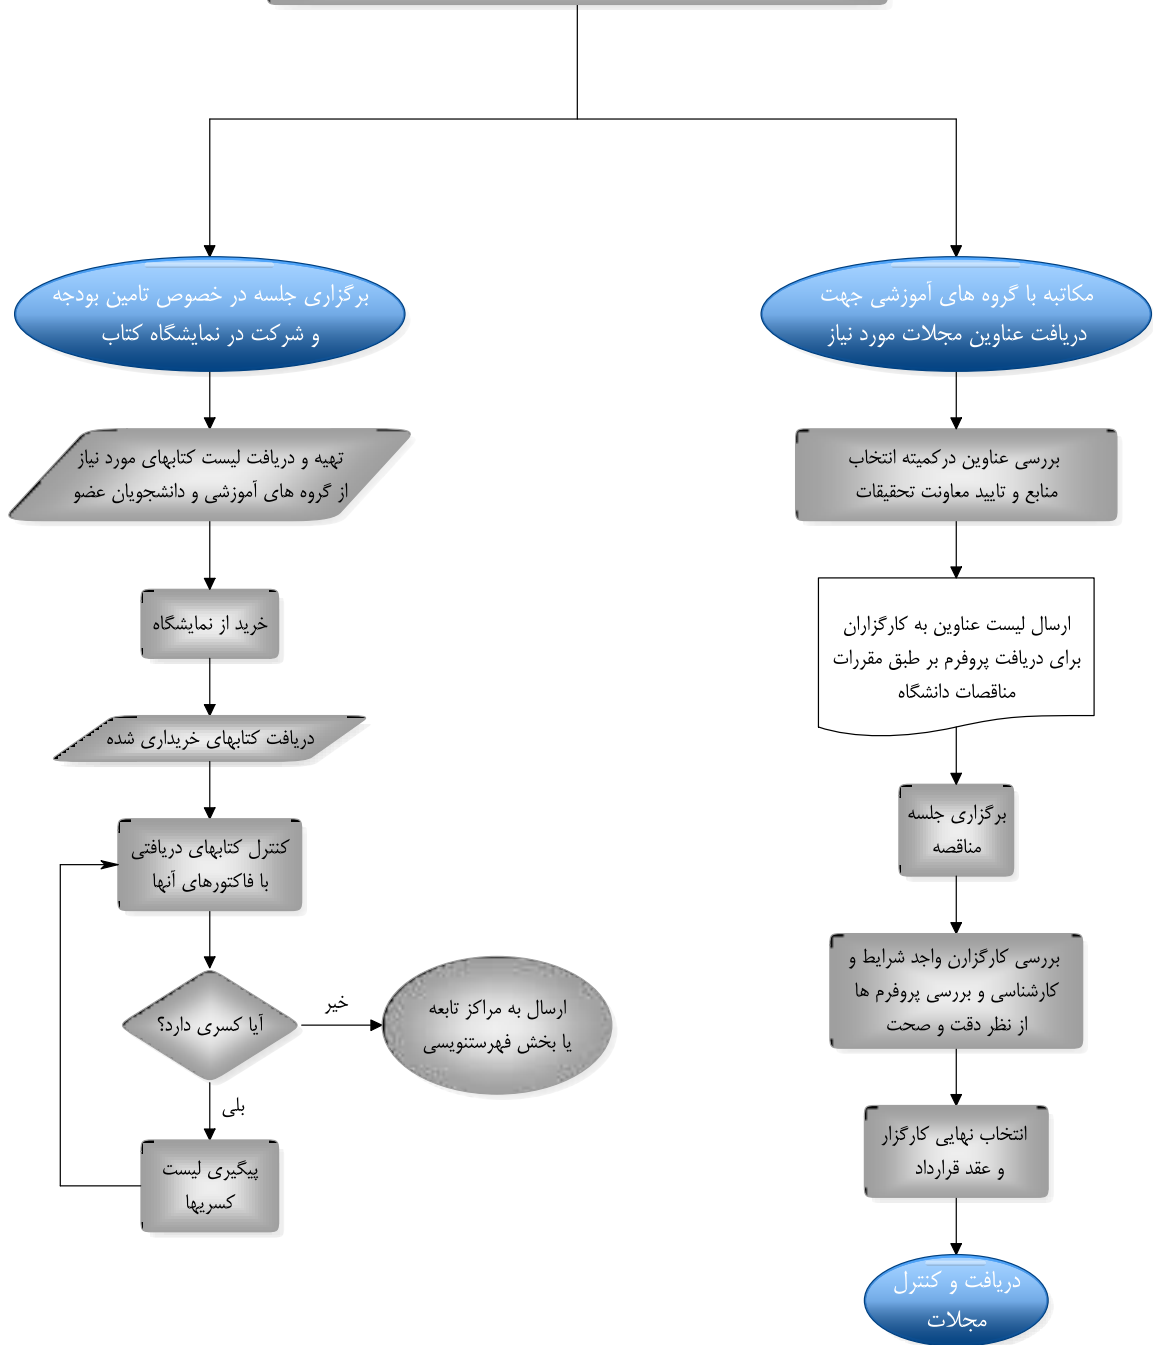 مکاتبه با گروه های آموزشی جهت
دریافت عناوین مجلات مورد نیاز
بررسی عناوین درکمیته انتخاب
منابع و تایید معاونت تحقیقات
ارسال لیست عناوین به کارگزاران
برای دریافت پروفرم بر طبق مقررات
مناقصات دانشگاه
برگزاری جلسه
مناقصه
بررسی کارگزارن واجد شرایط و
کارشناسی و بررسی پروفرم ها
از نظر دقت و صحت
انتخاب نهایی کارگزار
و عقد قرارداد
دریافت و کنترل
مجلات
برگزاری جلسه در خصوص تامین بودجه
و شرکت در نمایشگاه کتاب
تهیه و دریافت لیست کتابهای مورد نیاز
از گروه های آموزشی و دانشجویان عضو
خرید از نمایشگاه
دریافت کتابهای خریداری شده
کنترل کتابهای دریافتی
با فاکتورهای آنها
آیا کسری دارد؟
خیر
ارسال به مراکز تابعه
یا بخش فهرستنویسی
بلی
پیگیری لیست
کسریها